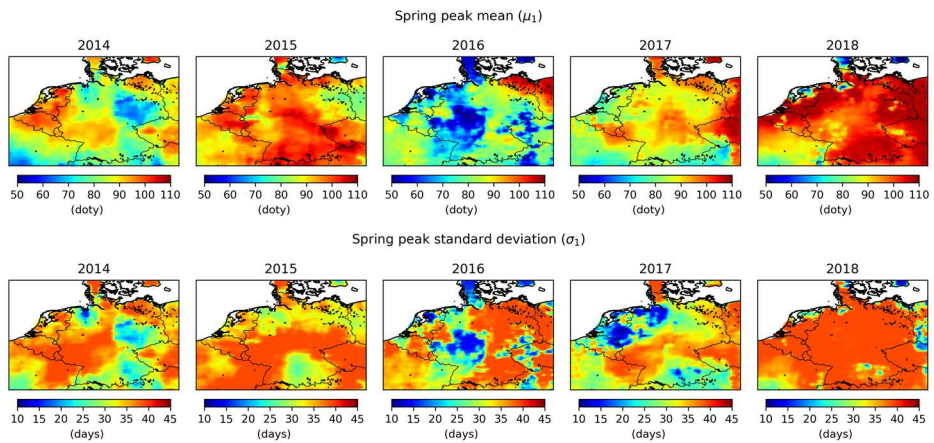 Spring peak mean (μ₁)
2014 2015 2016 2017 2018
50 60 70 80 90 100 110 50 60 70 80 90 100 110 50 60 70 80 90 100 110 50 60 70 80 90 100 110 50 60 70 80 90 100 110
(doty) (doty) (doty) (doty) (doty)
Spring peak standard deviation (σ₁)
2014 2015 2016 2017 2018
10 15 20 25 30 35 40 45 10 15 20 25 30 35 40 45 10 15 20 25 30 35 40 45 10 15 20 25 30 35 40 45 10 15 20 25 30 35 40 45
(days) (days) (days) (days) (days)